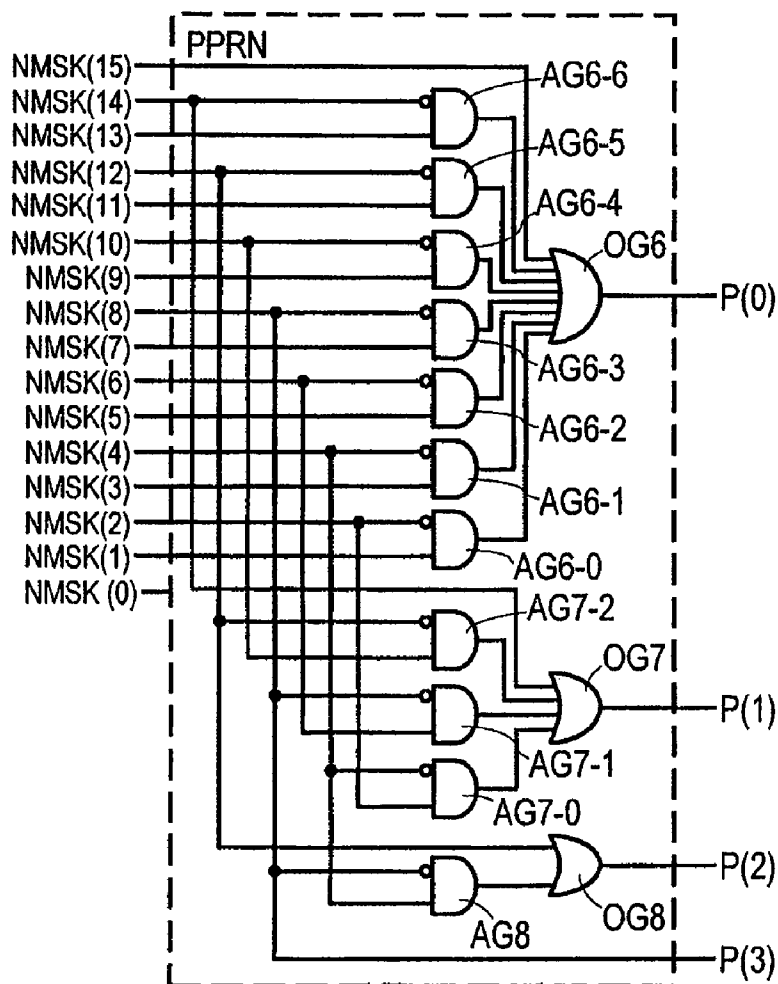 PPRN
NMSK(15)
NMSK(14)
NMSK(13)
NMSK(12)
NMSK(11)
NMSK(10)
NMSK(9)
NMSK(8)
NMSK(7)
NMSK(6)
NMSK(5)
NMSK(4)
NMSK(3)
NMSK(2)
NMSK(1)
NMSK (0)
AG6-6
AG6-5
AG6-4
OG6
P(0)
AG6-3
AG6-2
AG6-1
AG6-0
AG7-2
OG7
P(1)
AG7-1
AG7-0
P(2)
OG8
AG8
P(3)